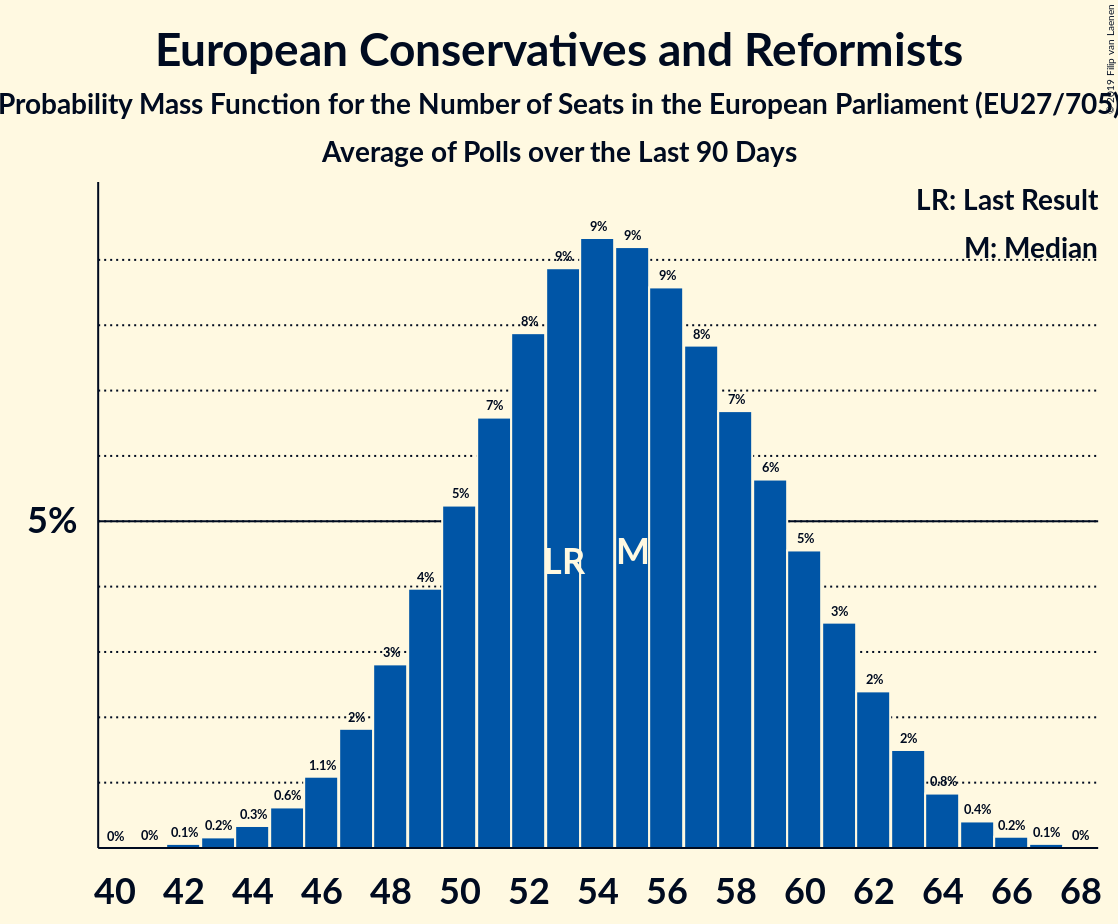 European Conservatives and Reformists
Probability Mass Function for the Number of Seats in the European Parliament (EU27/705)
Average of Polls over the Last 90 Days
© 2019 Filip van Laenen
LR: Last Result
M: Median
5%
0% 0% 0.1% 0.2% 0.3% 0.6% 1.1% 2% 3% 4% 5% 7% 8% 9% 9% 9% 9% 8% 7% 6% 5% 3% 2% 2% 0.8% 0.4% 0.2% 0.1% 0%
LR M
40 42 44 46 48 50 52 54 56 58 60 62 64 66 68